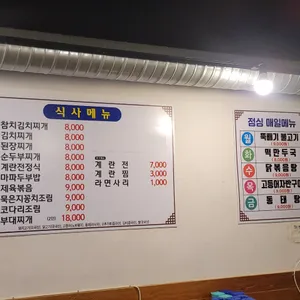 식사메뉴
참치김치찌개 8,000
김치찌개 8,000
된장찌개 8,000
순두부찌개 8,000
계란전정식 8,000
마파두부밥 8,000
제육볶음 9,000
묵은지꽁치조림 9,000
코다리조림 9,000
부대찌개 18,000
계란전 7,000
계란찜 3,000
라면사리 1,000
점심 매일메뉴
월 뚝배기 불고기
화 떡만두국
수 닭볶음탕
목 고등어자반구이
금 동태탕